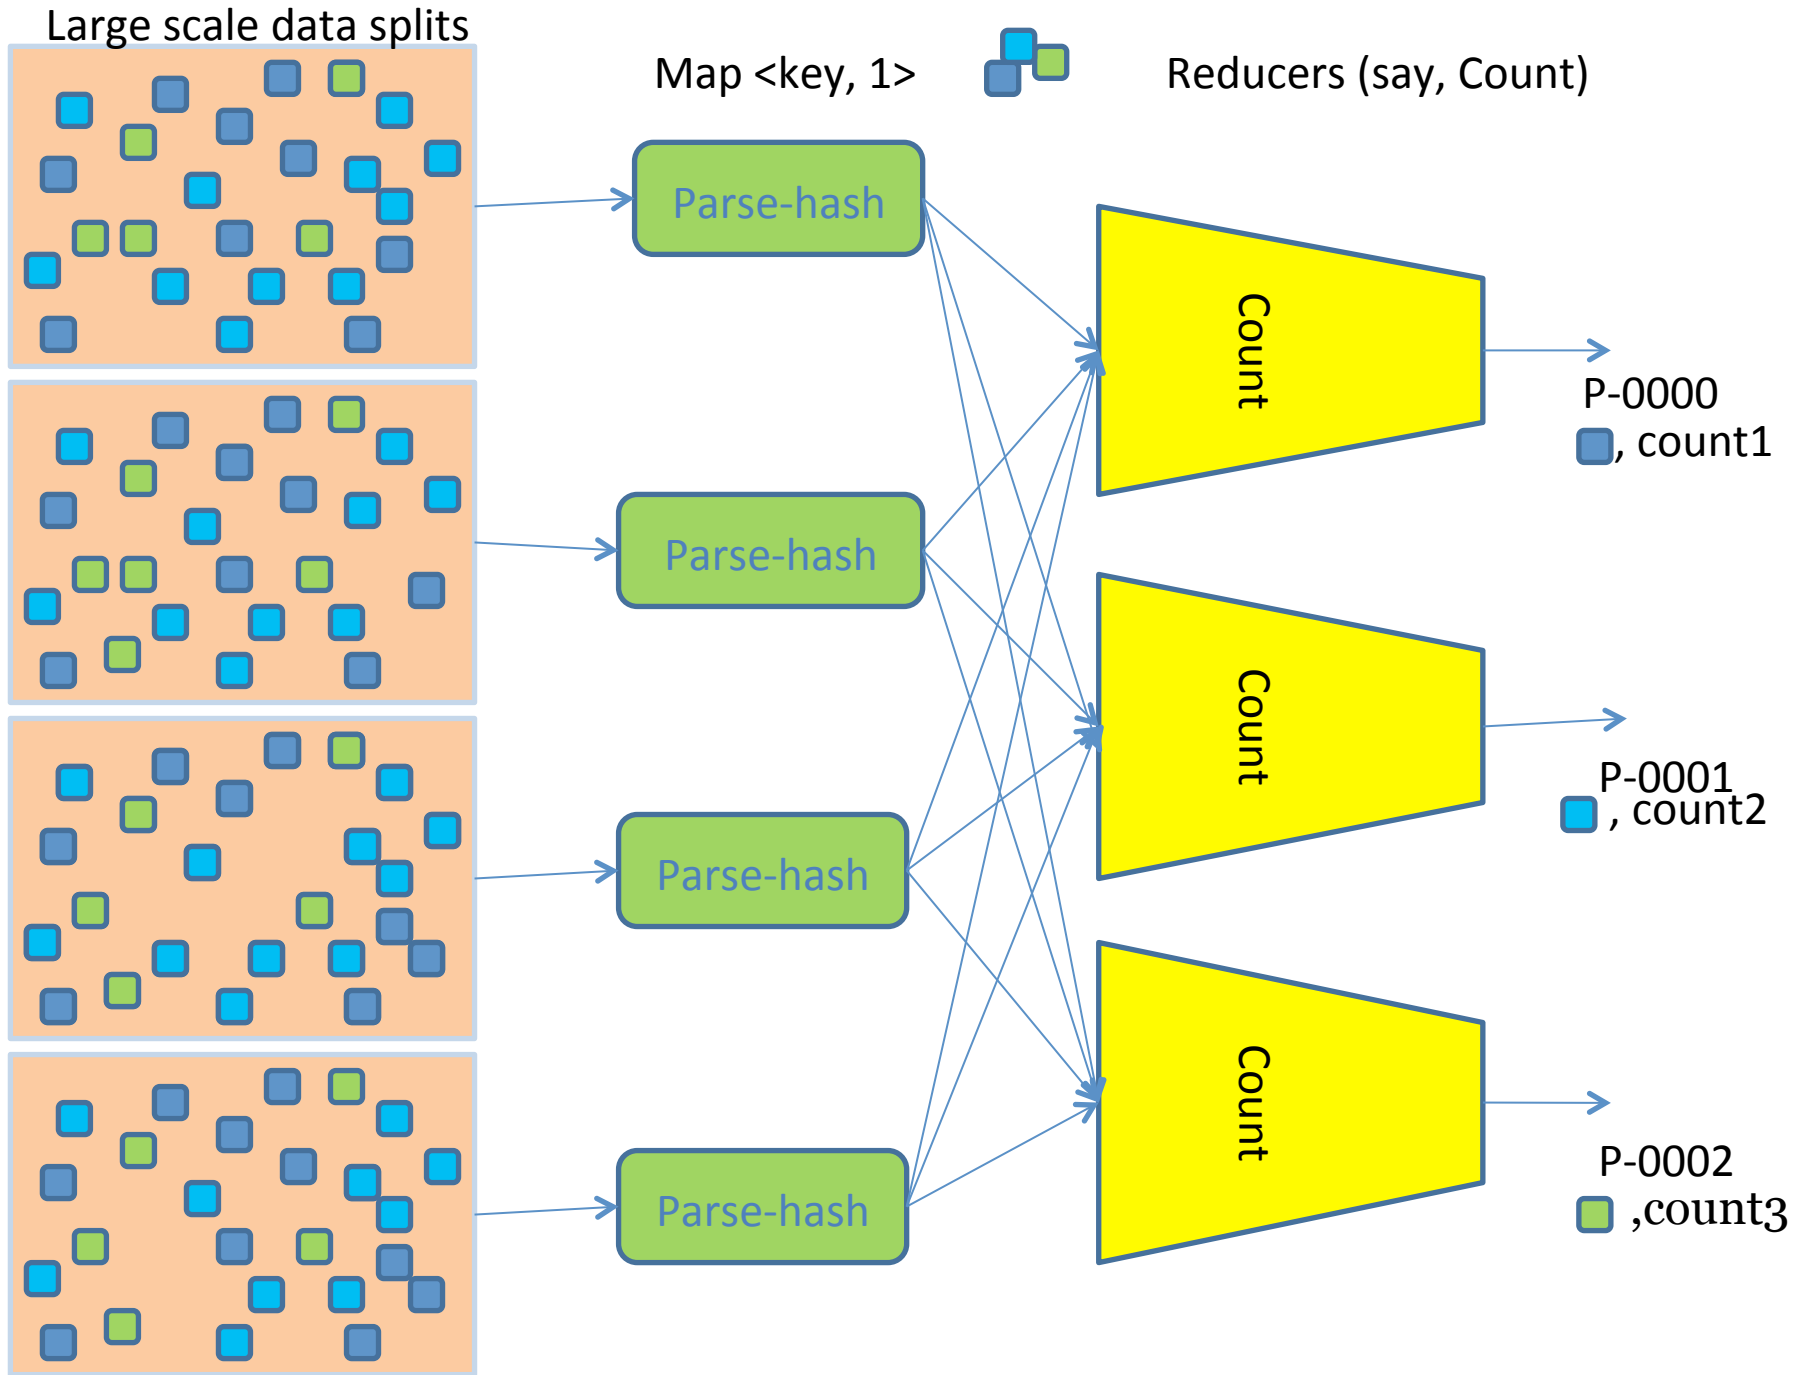 Large scale data splits
Map <key, 1>
Reducers (say, Count)
Parse-hash
Parse-hash
Parse-hash
Parse-hash
Count
Count
Count
P-0000
, count1
P-0001
, count2
P-0002
,count3